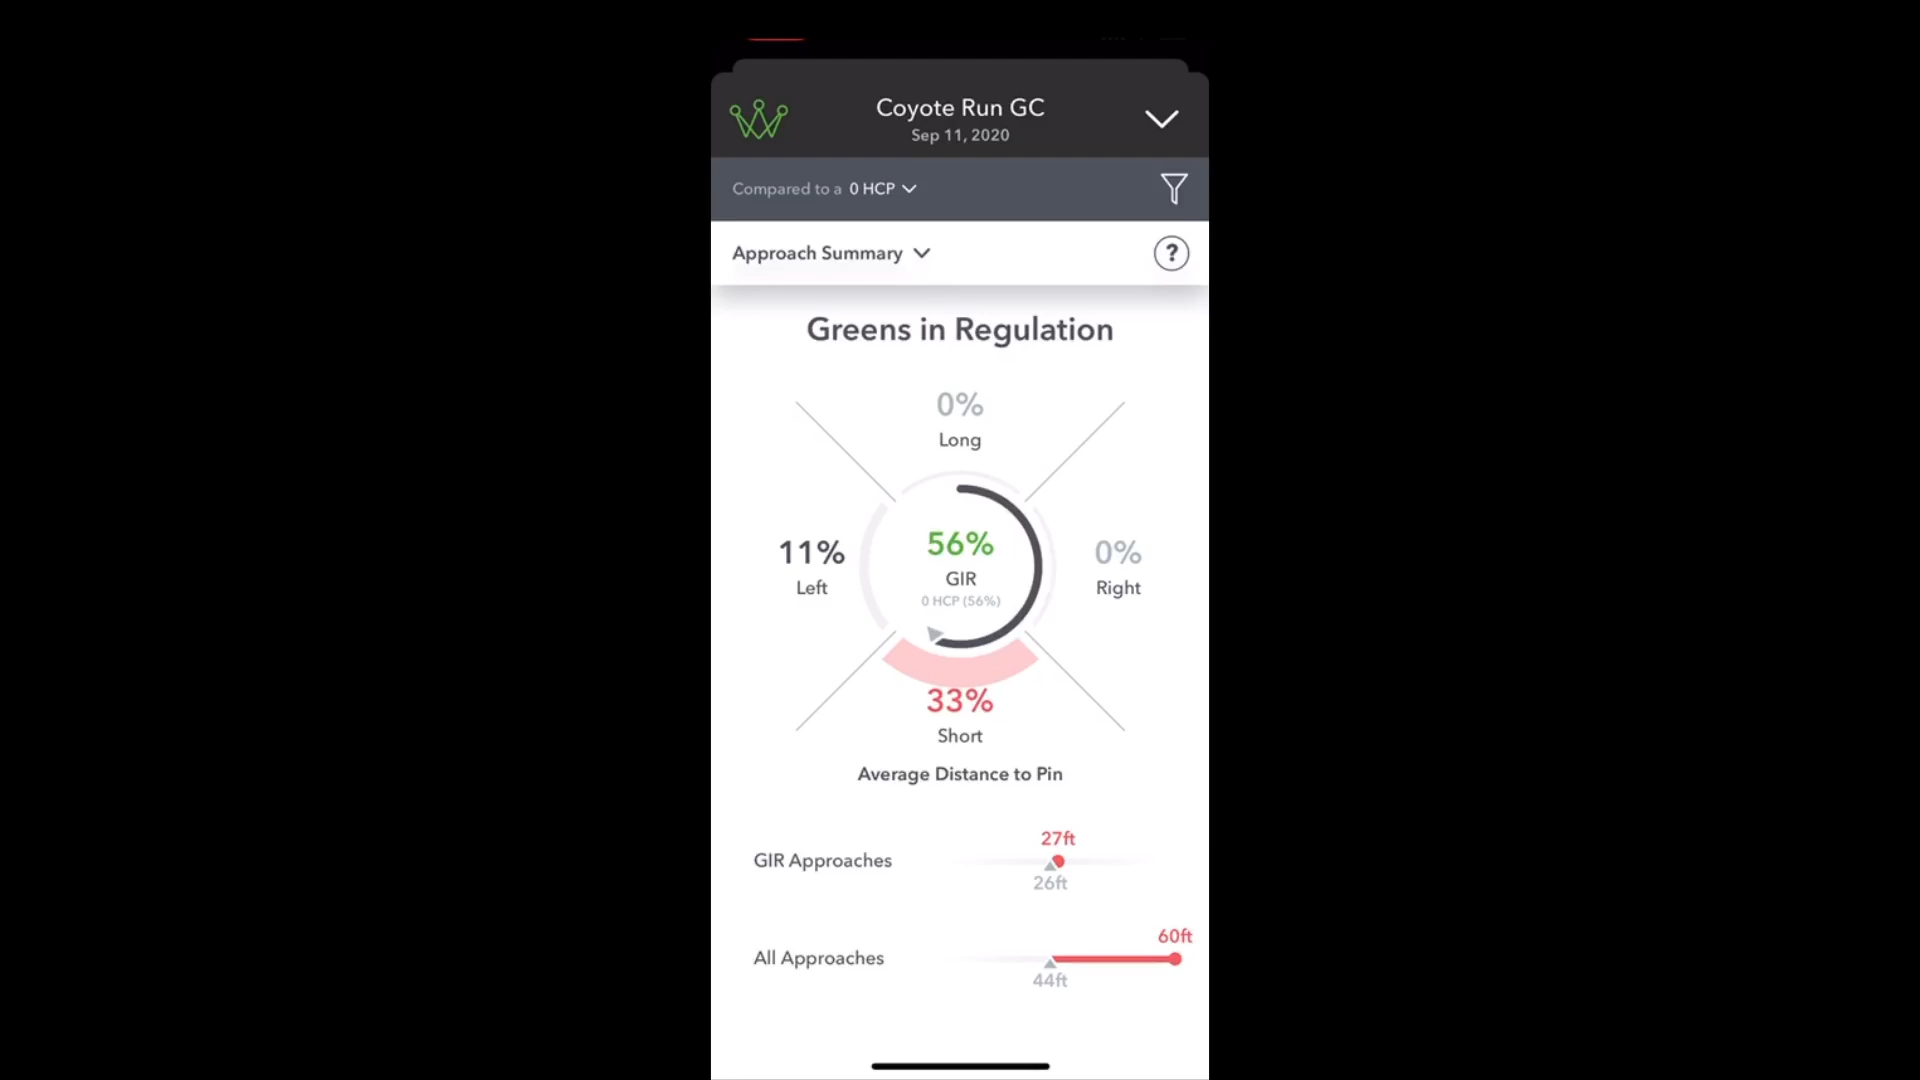 Coyote Run GC
Sep 11, 2020
Compared to a 0 HCP
Approach Summary
?
Greens in Regulation
0%
Long
11%
Left
56%
GIR
0 HCP (56%)
0%
Right
33%
Short
Average Distance to Pin
27ft
GIR Approaches
26ft
60ft
All Approaches
44ft